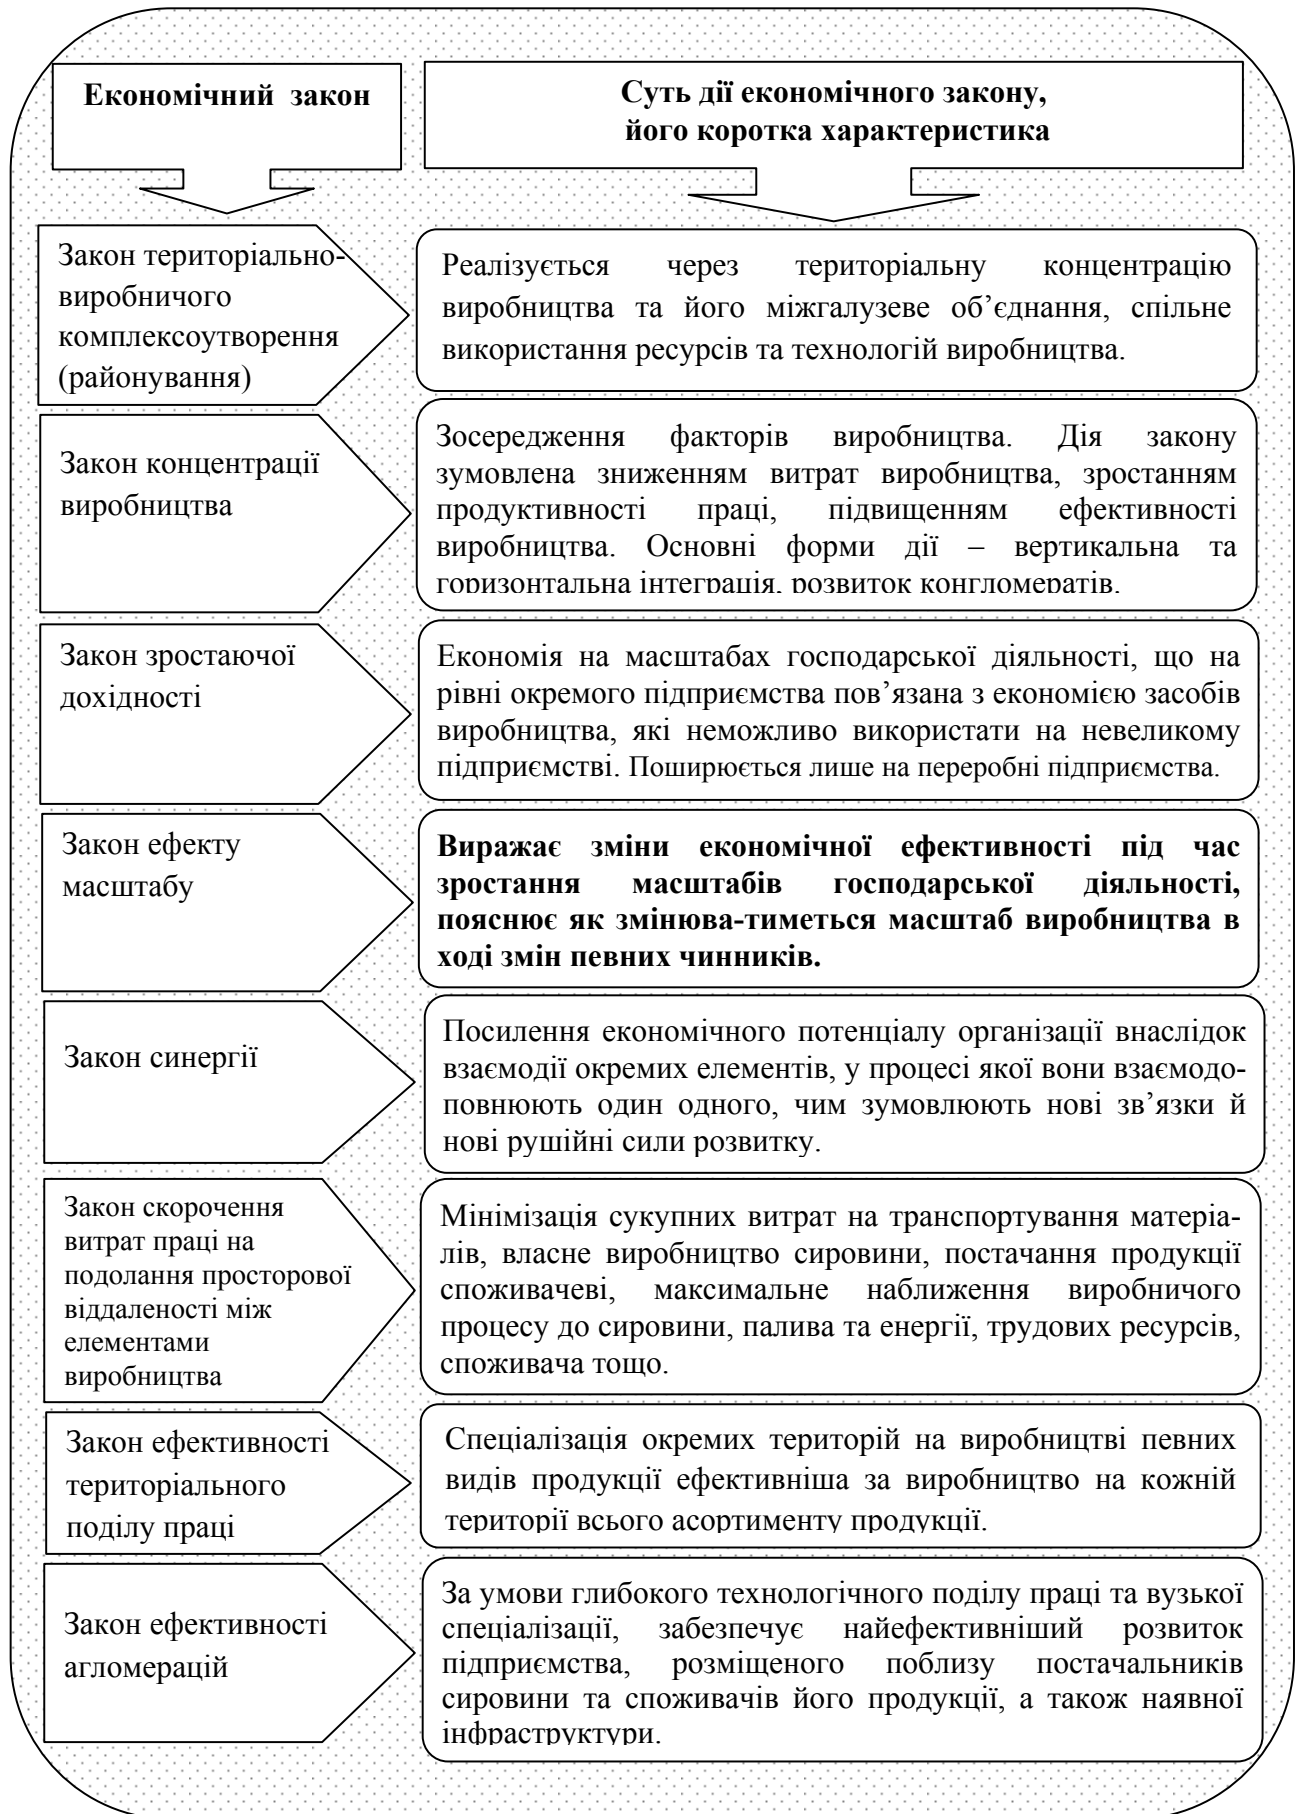 Економічний закон
Суть дії економічного закону,
його коротка характеристика
Закон територіально-
виробничого
комплексоутворення
(районування)
Реалізується через територіальну концентрацію
виробництва та його міжгалузеве об’єднання, спільне
використання ресурсів та технологій виробництва.
Закон концентрації
виробництва
Зосередження факторів виробництва. Дія закону
зумовлена зниженням витрат виробництва, зростанням
продуктивності праці, підвищенням ефективності
виробництва. Основні форми дії – вертикальна та
горизонтальна інтеграція, розвиток конгломератів.
Закон зростаючої
дохідності
Економія на масштабах господарської діяльності, що на
рівні окремого підприємства пов’язана з економією засобів
виробництва, які неможливо використати на невеликому
підприємстві. Поширюється лише на переробні підприємства.
Закон ефекту
масштабу
Виражає зміни економічної ефективності під час
зростання масштабів господарської діяльності,
пояснює як змінюва-тиметься масштаб виробництва в
ході змін певних чинників.
Закон синергії
Посилення економічного потенціалу організації внаслідок
взаємодії окремих елементів, у процесі якої вони взаємодо-
повнюють один одного, чим зумовлюють нові зв’язки й
нові рушійні сили розвитку.
Закон скорочення
витрат праці на
подолання просторової
віддаленості між
елементами
виробництва
Мінімізація сукупних витрат на транспортування матеріа-
лів, власне виробництво сировини, постачання продукції
споживачеві, максимальне наближення виробничого
процесу до сировини, палива та енергії, трудових ресурсів,
споживача тощо.
Закон ефективності
територіального
поділу праці
Спеціалізація окремих територій на виробництві певних
видів продукції ефективніша за виробництво на кожній
території всього асортименту продукції.
Закон ефективності
агломерацій
За умови глибокого технологічного поділу праці та вузької
спеціалізації, забезпечує найефективніший розвиток
підприємства, розміщеного поблизу постачальників
сировини та споживачів його продукції, а також наявної
інфраструктури.